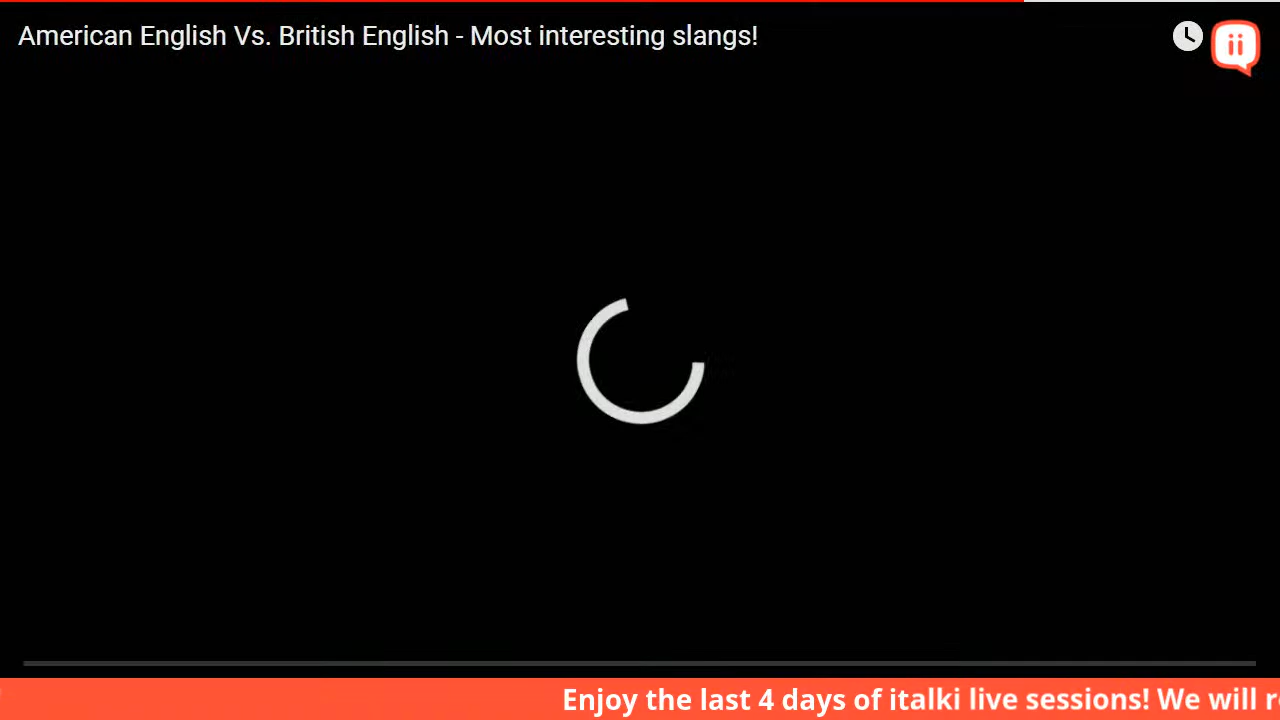 American English Vs. British English - Most interesting slangs!
Enjoy the last 4 days of italki live sessions! We will